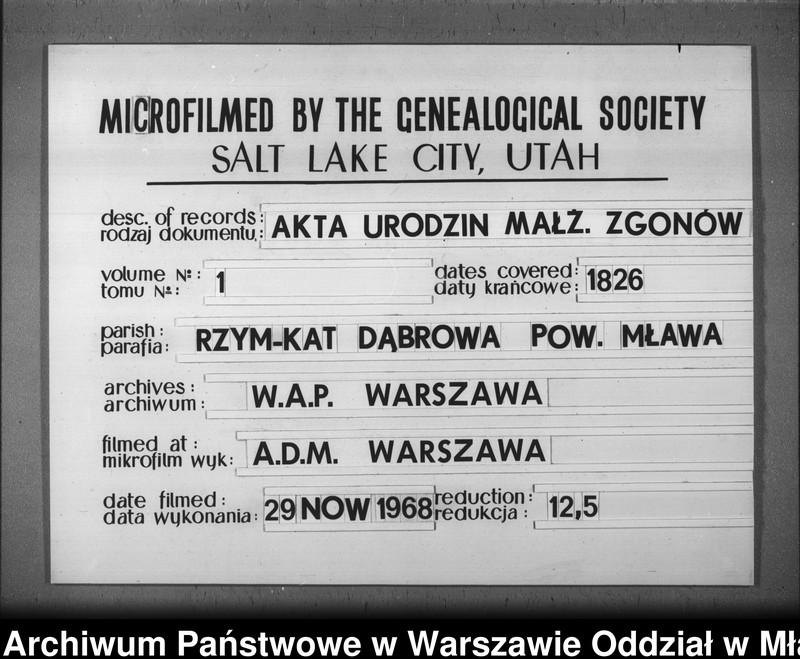 MICROFILMED BY THE GENEALOGICAL SOCIETY
SALT LAKE CITY, UTAH
desc. of records:
rodzaj dokumentu: AKTA URODZIN MAŁŻ. ZGONÓW
volume No: dates covered:
tomu No: 1 daty krańcowe: 1826
parish:
parafia: RZYM-KAT DĄBROWA POW. MŁAWA
archives:
archiwum: W.A.P. WARSZAWA
filmed at:
mikrofilm wyk: A.D.M. WARSZAWA
date filmed: reduction:
data wykonania: 29 NOW 1968 redukcja: 12,5
Archiwum Państwowe w Warszawie Oddział w